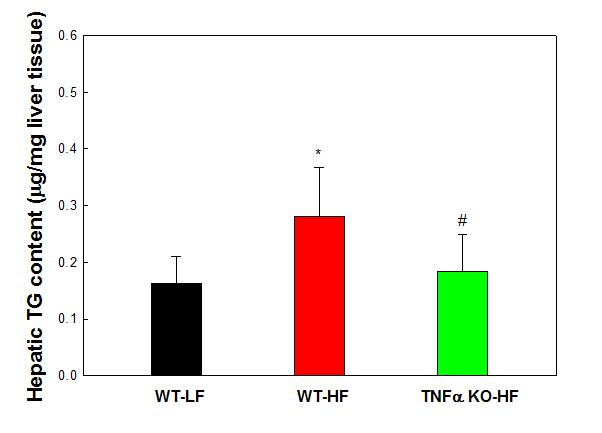 Hepatic TG content (μg/mg liver tissue)
0.6
0.5
0.4
0.3
0.2
0.1
0.0
*
#
WT-LF
WT-HF
TNFα KO-HF